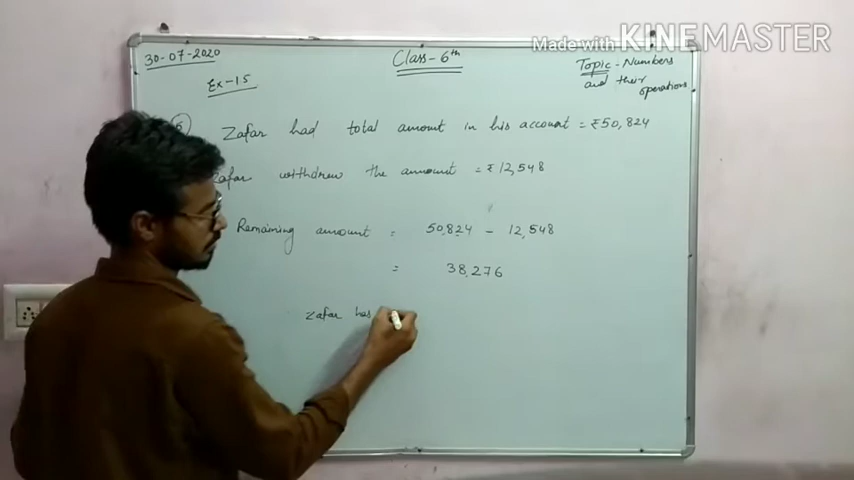 Made with KINEMASTER
30-07-2020 Class-6th Topic - Numbers
and their
operations
Ex-15
Zafar had total amount in his account = ₹50,824
Zafar withdrew the amount = ₹12,548
Remaining amount = 50,824 - 12,548
= 38,276
Zafar has